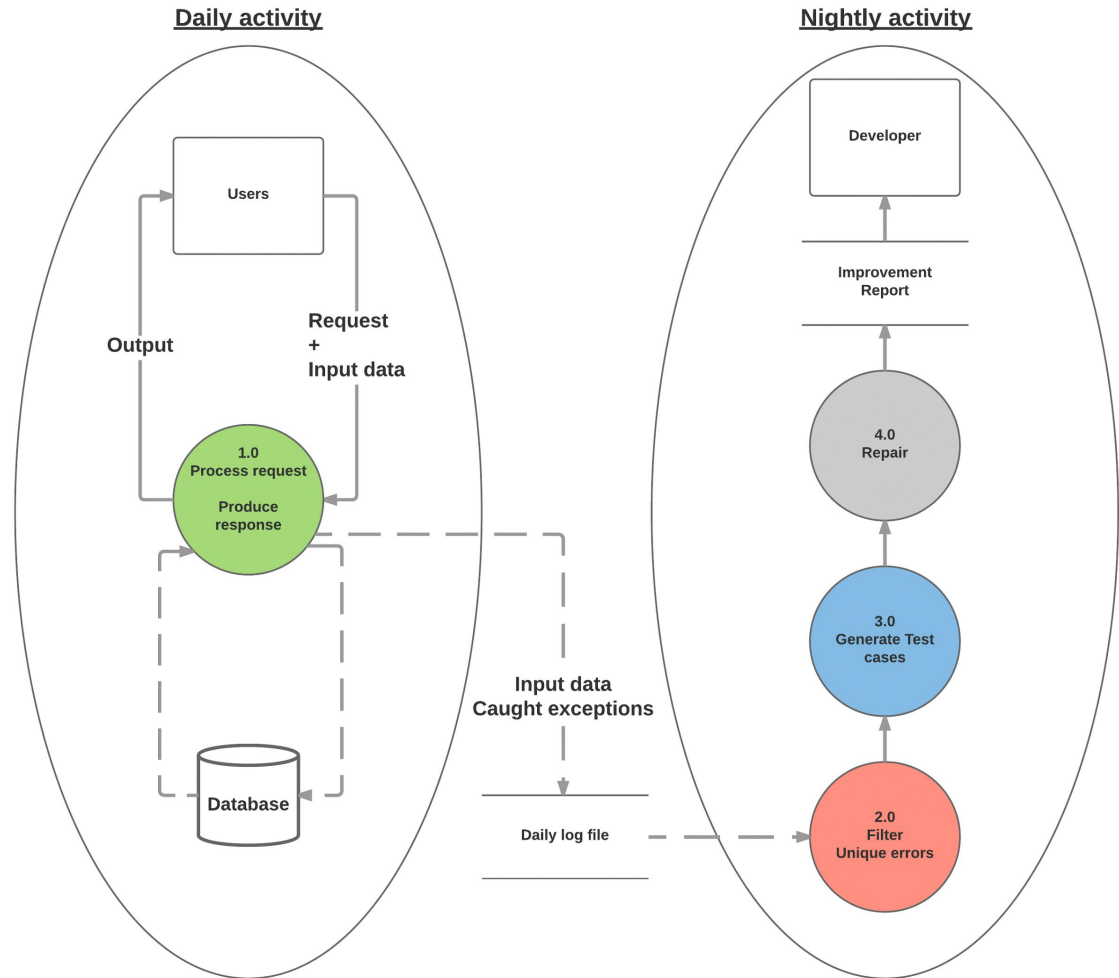 Daily activity
Users
Output
Request
+
Input data
1.0
Process request
Produce
response
Database
Input data
Caught exceptions
Daily log file
Nightly activity
Developer
Improvement
Report
4.0
Repair
3.0
Generate Test
cases
2.0
Filter
Unique errors